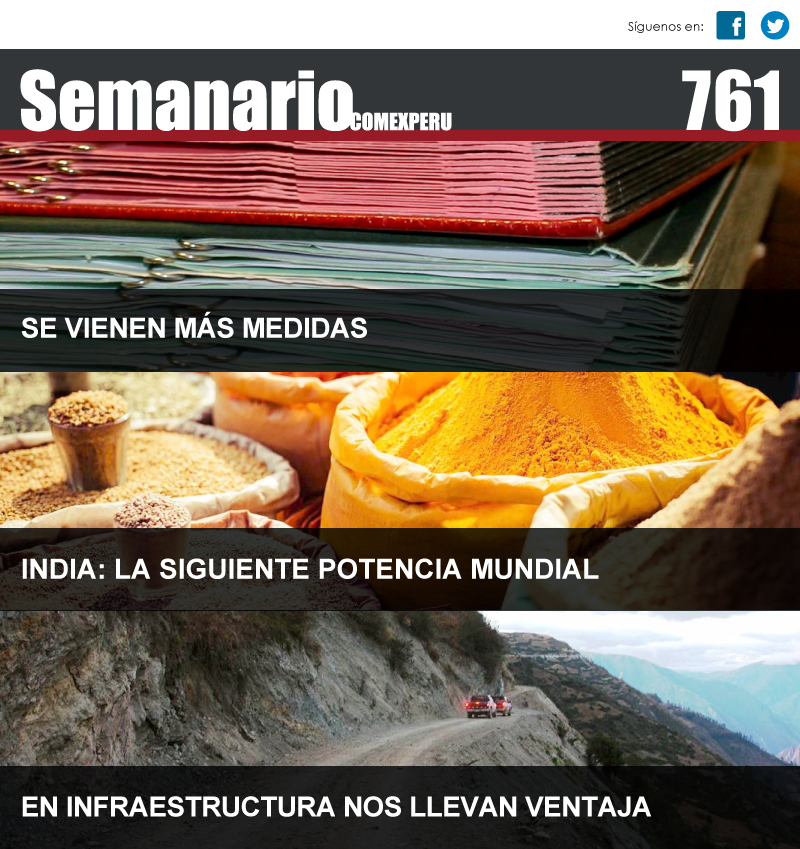 Síguenos en:
Semanario COMEXPERU 761
SE VIENEN MÁS MEDIDAS
INDIA: LA SIGUIENTE POTENCIA MUNDIAL
EN INFRAESTRUCTURA NOS LLEVAN VENTAJA